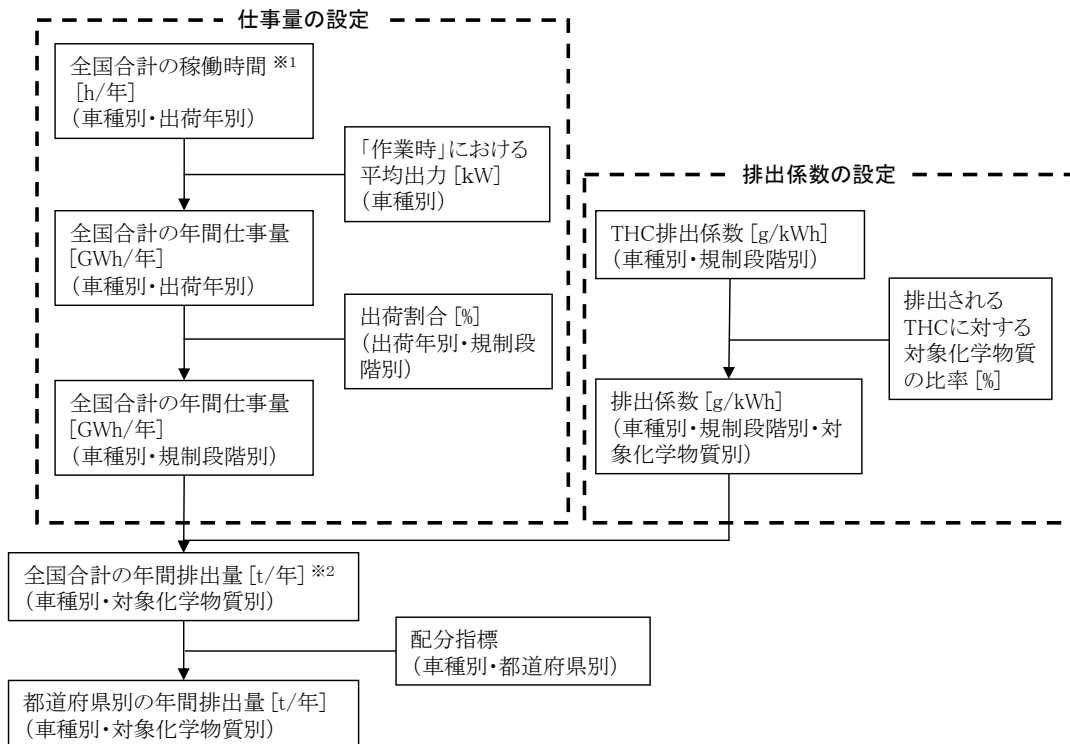 仕事量の設定
全国合計の稼働時間 ※1
[h/年]
(車種別・出荷年別)
「作業時」における
平均出力 [kW]
(車種別)
全国合計の年間仕事量
[GWh/年]
(車種別・出荷年別)
出荷割合 [%]
(出荷年別・規制段
階別)
全国合計の年間仕事量
[GWh/年]
(車種別・規制段階別)
排出係数の設定
THC排出係数 [g/kWh]
(車種別・規制段階別)
排出される
THCに対する
対象化学物質
の比率 [%]
排出係数 [g/kWh]
(車種別・規制段階別・対
象化学物質別)
全国合計の年間排出量 [t/年] ※2
(車種別・対象化学物質別)
配分指標
(車種別・都道府県別)
都道府県別の年間排出量 [t/年]
(車種別・対象化学物質別)